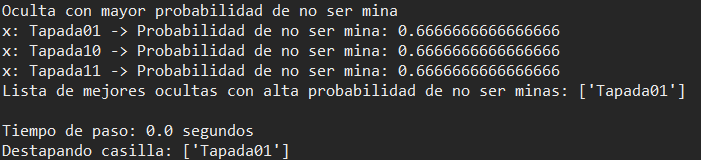 Oculta con mayor probabilidad de no ser mina
x: Tapada01 -> Probabilidad de no ser mina: 0.6666666666666666
x: Tapada10 -> Probabilidad de no ser mina: 0.6666666666666666
x: Tapada11 -> Probabilidad de no ser mina: 0.6666666666666666
Lista de mejores ocultas con alta probabilidad de no ser minas: ['Tapada01']
Tiempo de paso: 0.0 segundos
Destapando casilla: ['Tapada01']